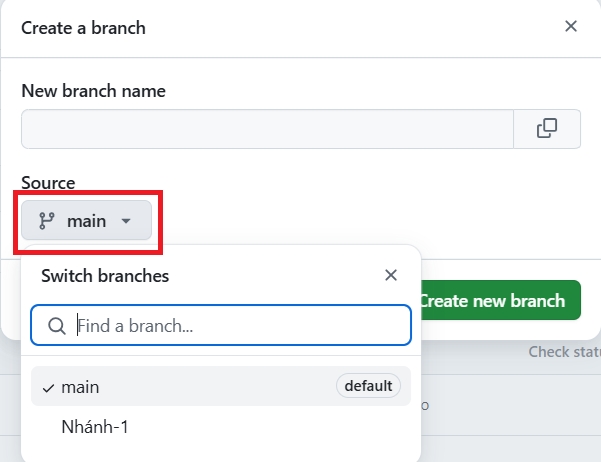 Create a branch
New branch name
Source
main
Switch branches
Create new branch
Find a branch...
Check stat
main default
Nhánh-1